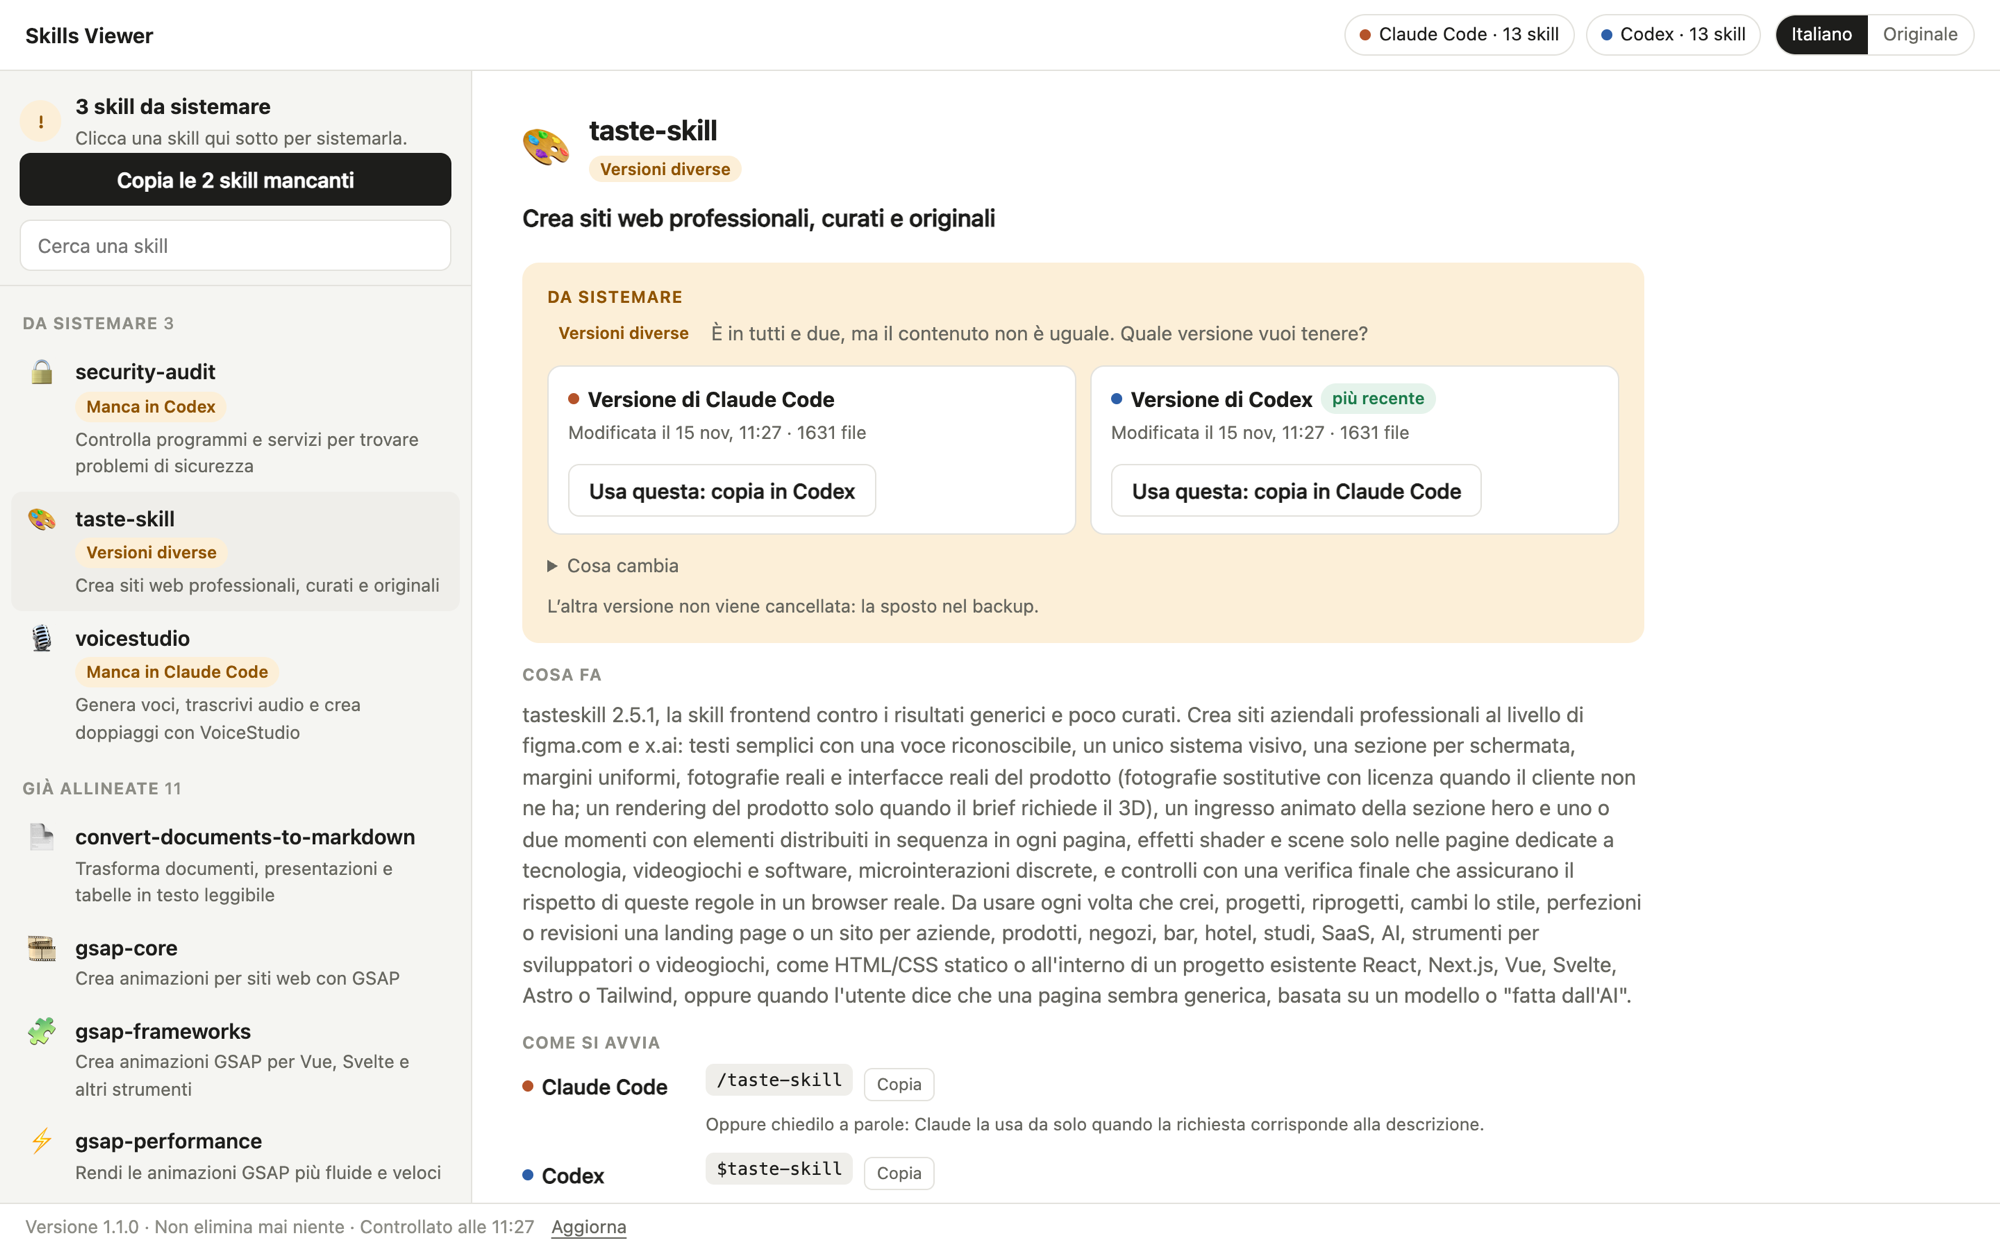 Skills Viewer
Claude Code · 13 skill
Codex · 13 skill
Italiano
Originale
!
3 skill da sistemare
Clicca una skill qui sotto per sistemarla.
Copia le 2 skill mancanti
Cerca una skill
DA SISTEMARE 3
security-audit
Manca in Codex
Controlla programmi e servizi per trovare
problemi di sicurezza
taste-skill
Versioni diverse
Crea siti web professionali, curati e originali
voicestudio
Manca in Claude Code
Genera voci, trascrivi audio e crea
doppiaggi con VoiceStudio
GIÀ ALLINEATE 11
convert-documents-to-markdown
Trasforma documenti, presentazioni e
tabelle in testo leggibile
gsap-core
Crea animazioni per siti web con GSAP
gsap-frameworks
Crea animazioni GSAP per Vue, Svelte e
altri strumenti
gsap-performance
Rendi le animazioni GSAP più fluide e veloci
taste-skill
Versioni diverse
Crea siti web professionali, curati e originali
DA SISTEMARE
Versioni diverse È in tutti e due, ma il contenuto non è uguale. Quale versione vuoi tenere?
Versione di Claude Code
Modificata il 15 nov, 11:27 · 1631 file
Usa questa: copia in Codex
Versione di Codex più recente
Modificata il 15 nov, 11:27 · 1631 file
Usa questa: copia in Claude Code
Cosa cambia
L’altra versione non viene cancellata: la sposto nel backup.
COSA FA
tasteskill 2.5.1, la skill frontend contro i risultati generici e poco curati. Crea siti aziendali professionali al livello di
figma.com e x.ai: testi semplici con una voce riconoscibile, un unico sistema visivo, una sezione per schermata,
margini uniformi, fotografie reali e interfacce reali del prodotto (fotografie sostitutive con licenza quando il cliente non
ne ha; un rendering del prodotto solo quando il brief richiede il 3D), un ingresso animato della sezione hero e uno o
due momenti con elementi distribuiti in sequenza in ogni pagina, effetti shader e scene solo nelle pagine dedicate a
tecnologia, videogiochi e software, microinterazioni discrete, e controlli con una verifica finale che assicurano il
rispetto di queste regole in un browser reale. Da usare ogni volta che crei, progetti, riprogetti, cambi lo stile, perfezioni
o revisioni una landing page o un sito per aziende, prodotti, negozi, bar, hotel, studi, SaaS, AI, strumenti per
sviluppatori o videogiochi, come HTML/CSS statico o all'interno di un progetto esistente React, Next.js, Vue, Svelte,
Astro o Tailwind, oppure quando l'utente dice che una pagina sembra generica, basata su un modello o "fatta dall'AI".
COME SI AVVIA
Claude Code /taste-skill Copia
Oppure chiedilo a parole: Claude la usa da solo quando la richiesta corrisponde alla descrizione.
Codex $taste-skill Copia
Versione 1.1.0 · Non elimina mai niente · Controllato alle 11:27 Aggiorna